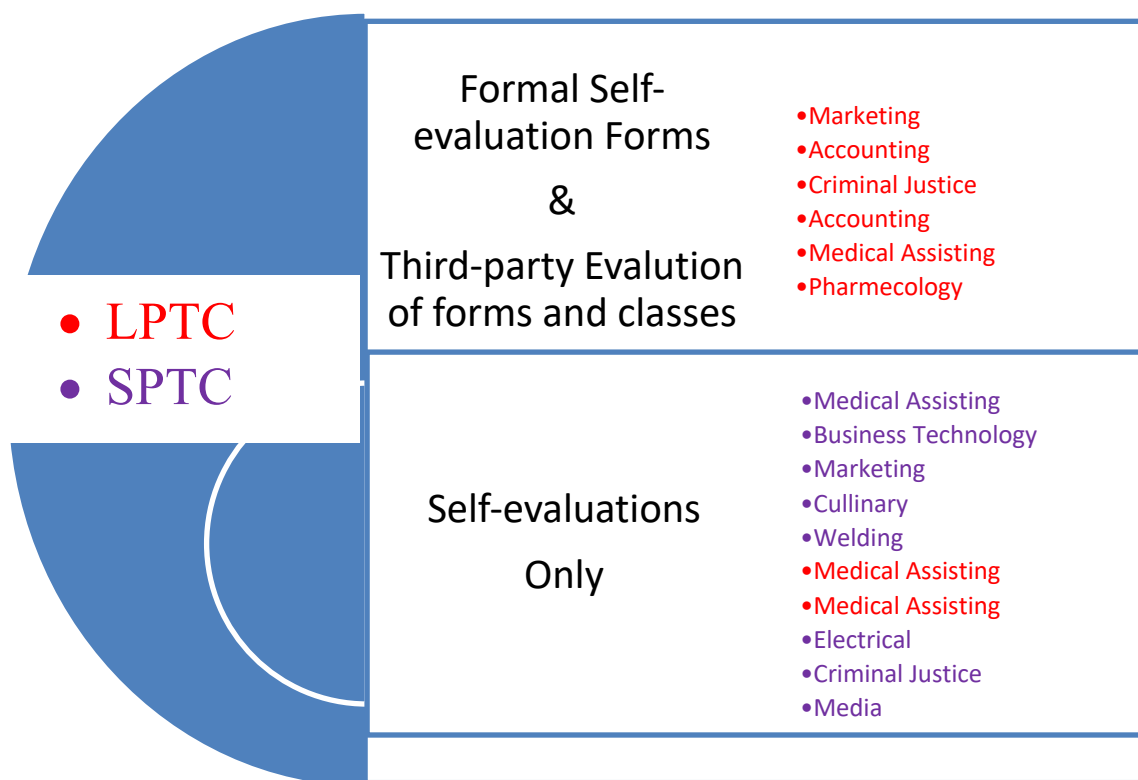 • LPTC
• SPTC
Formal Self-
evaluation Forms
&
Third-party Evalution
of forms and classes
•Marketing
•Accounting
•Criminal Justice
•Accounting
•Medical Assisting
•Pharmecology
Self-evaluations
Only
•Medical Assisting
•Business Technology
•Marketing
•Cullinary
•Welding
•Medical Assisting
•Medical Assisting
•Electrical
•Criminal Justice
•Media